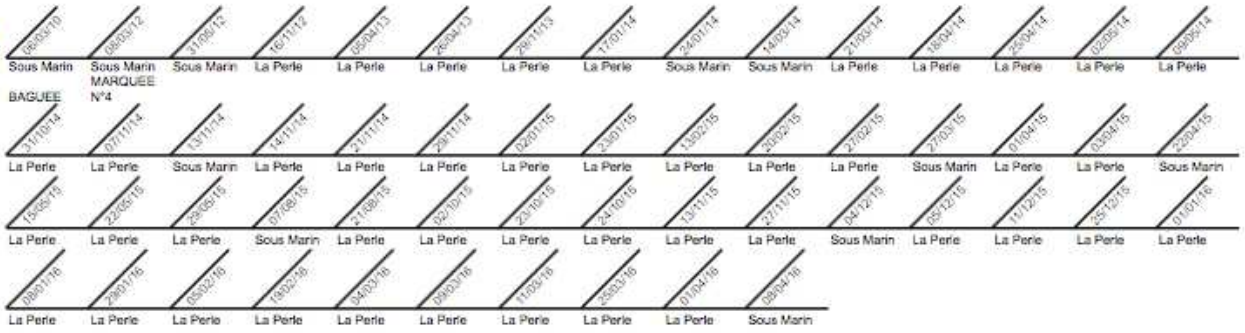 06/03/10 08/03/12 31/05/12 16/11/12 05/04/13 26/04/13 29/11/13 17/01/14 24/01/14 14/03/14 21/03/14 18/04/14 25/04/14 02/05/14 09/05/14
Sous Marin Sous Marin Sous Marin La Perle La Perle La Perle La Perle La Perle Sous Marin Sous Marin La Perle La Perle La Perle La Perle La Perle
MARQUEE
BAGUEE N°4
31/10/14 07/11/14 13/11/14 14/11/14 21/11/14 29/11/14 02/01/15 23/01/15 13/02/15 20/02/15 27/02/15 27/03/15 01/04/15 03/04/15 22/04/15
La Perle La Perle Sous Marin La Perle La Perle La Perle La Perle La Perle La Perle La Perle La Perle Sous Marin La Perle La Perle Sous Marin
15/05/15 22/05/15 29/05/15 07/08/15 21/08/15 02/10/15 23/10/15 24/10/15 13/11/15 27/11/15 04/12/15 05/12/15 11/12/15 25/12/15 01/01/16
La Perle La Perle La Perle Sous Marin La Perle La Perle La Perle La Perle La Perle La Perle Sous Marin La Perle La Perle La Perle La Perle
08/01/16 29/01/16 05/02/16 19/02/16 04/03/16 09/03/16 11/03/16 25/03/16 01/04/16 08/04/16
La Perle La Perle La Perle La Perle La Perle La Perle La Perle La Perle La Perle Sous Marin